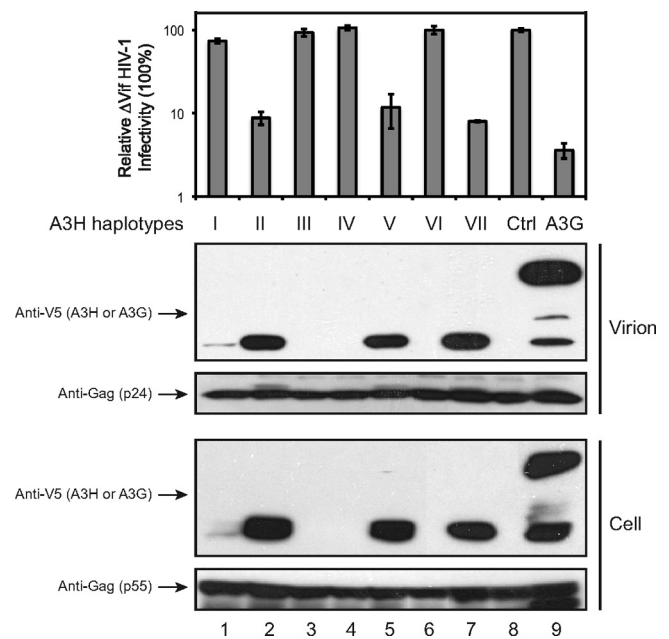 Relative ΔVif HIV-1
Infectivity (100%)
100
10
1
A3H haplotypes I II III IV V VI VII Ctrl A3G
Anti-V5 (A3H or A3G)
Virion
Anti-Gag (p24)
Anti-V5 (A3H or A3G)
Cell
Anti-Gag (p55)
1 2 3 4 5 6 7 8 9